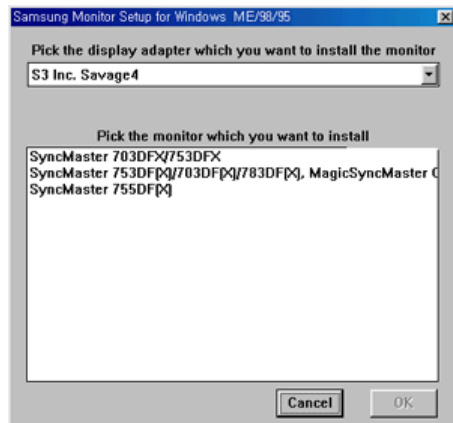 Samsung Monitor Setup for Windows ME/98/95
Pick the display adapter which you want to install the monitor
S3 Inc. Savage4
Pick the monitor which you want to install
SyncMaster 703DFX/753DFX
SyncMaster 753DF[X]/703DF[X]/783DF[X], MagicSyncMaster
SyncMaster 755DF[X]
Cancel
OK